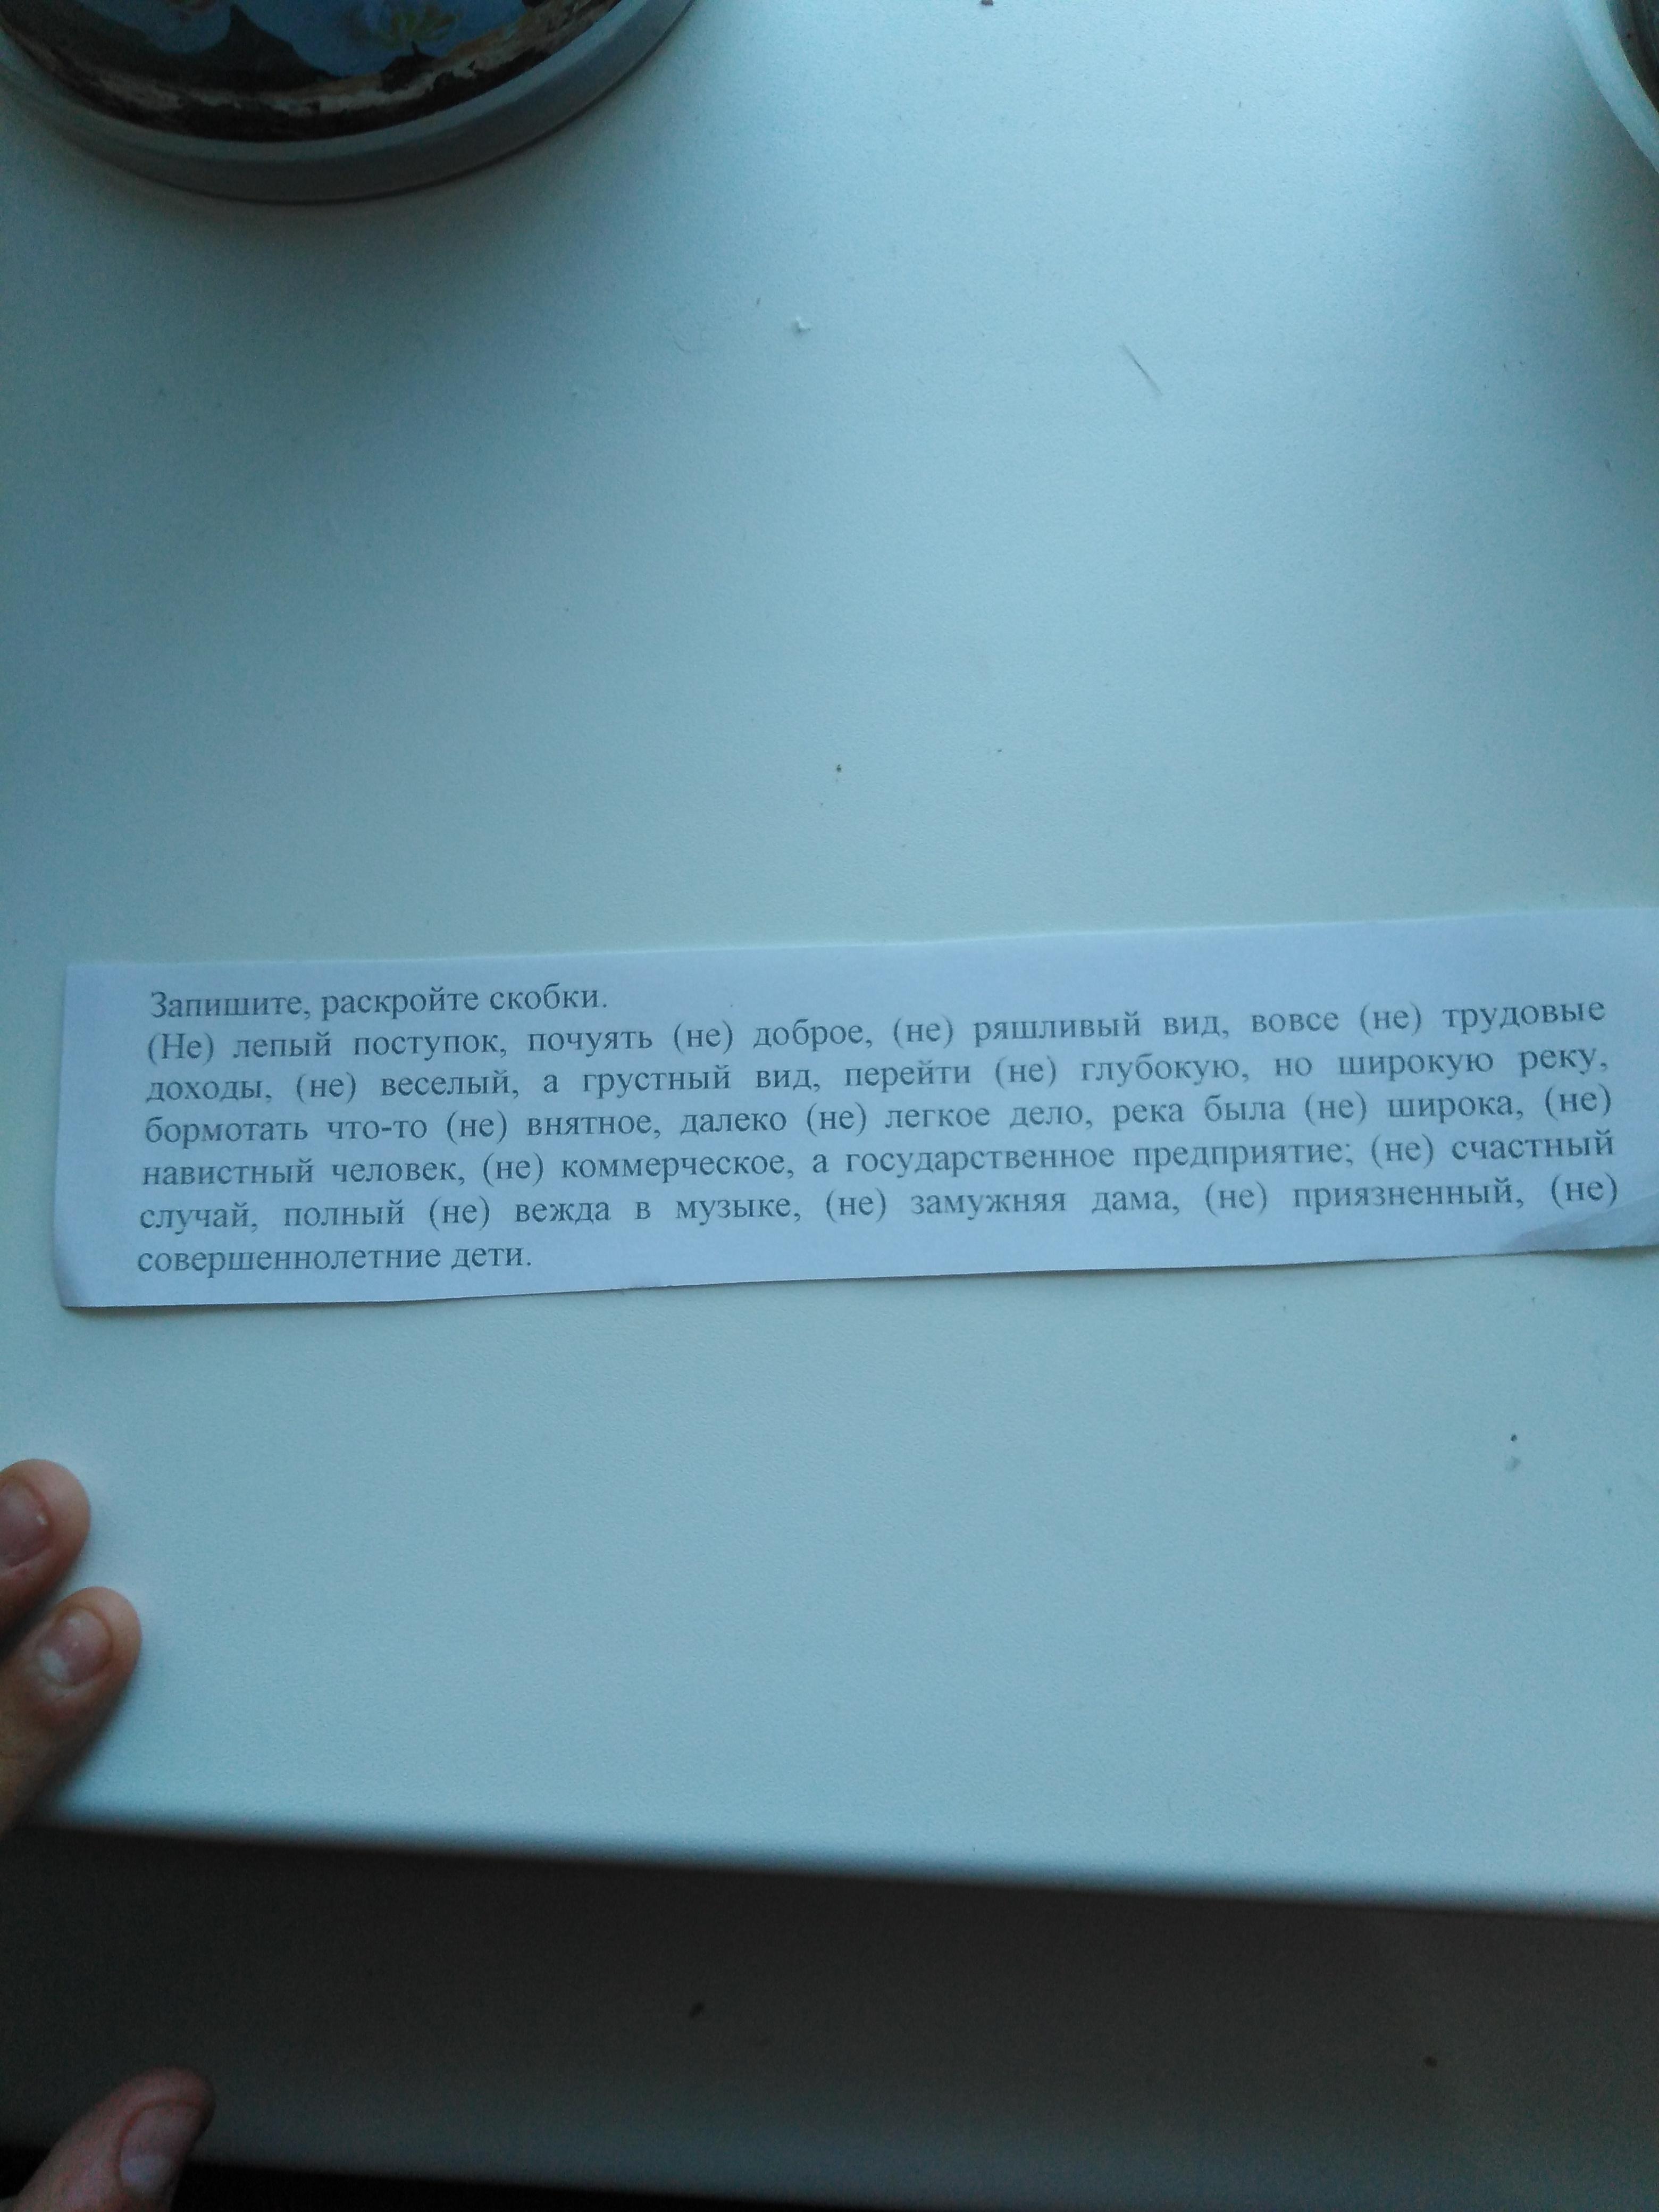 Запишите, раскройте скобки.
(Не) лепый поступок, почуять (не) доброе, (не) ряшливый вид, вовсе (не) трудовые
доходы, (не) веселый, а грустный вид, перейти (не) глубокую, но широкую реку,
бормотать что-то (не) внятное, далеко (не) легкое дело, река была (не) широка, (не)
навистный человек, (не) коммерческое, а государственное предприятие; (не) счастный
случай, полный (не) вежда в музыке, (не) замужняя дама, (не) приязненный, (не)
совершеннолетние дети.